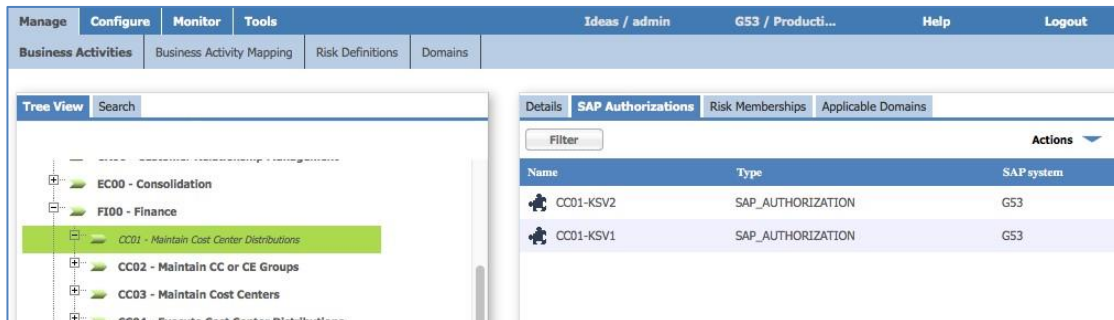 Manage Configure Monitor Tools Ideas / admin G53 / Producti... Help Logout
Business Activities Business Activity Mapping Risk Definitions Domains
Tree View Search
EC00 - Consolidation
FI00 - Finance
CC01 - Maintain Cost Center Distributions
CC02 - Maintain CC or CE Groups
CC03 - Maintain Cost Centers
Details SAP Authorizations Risk Memberships Applicable Domains
Filter Actions
Name Type SAP system
CC01-KSV2 SAP_AUTHORIZATION G53
CC01-KSV1 SAP_AUTHORIZATION G53